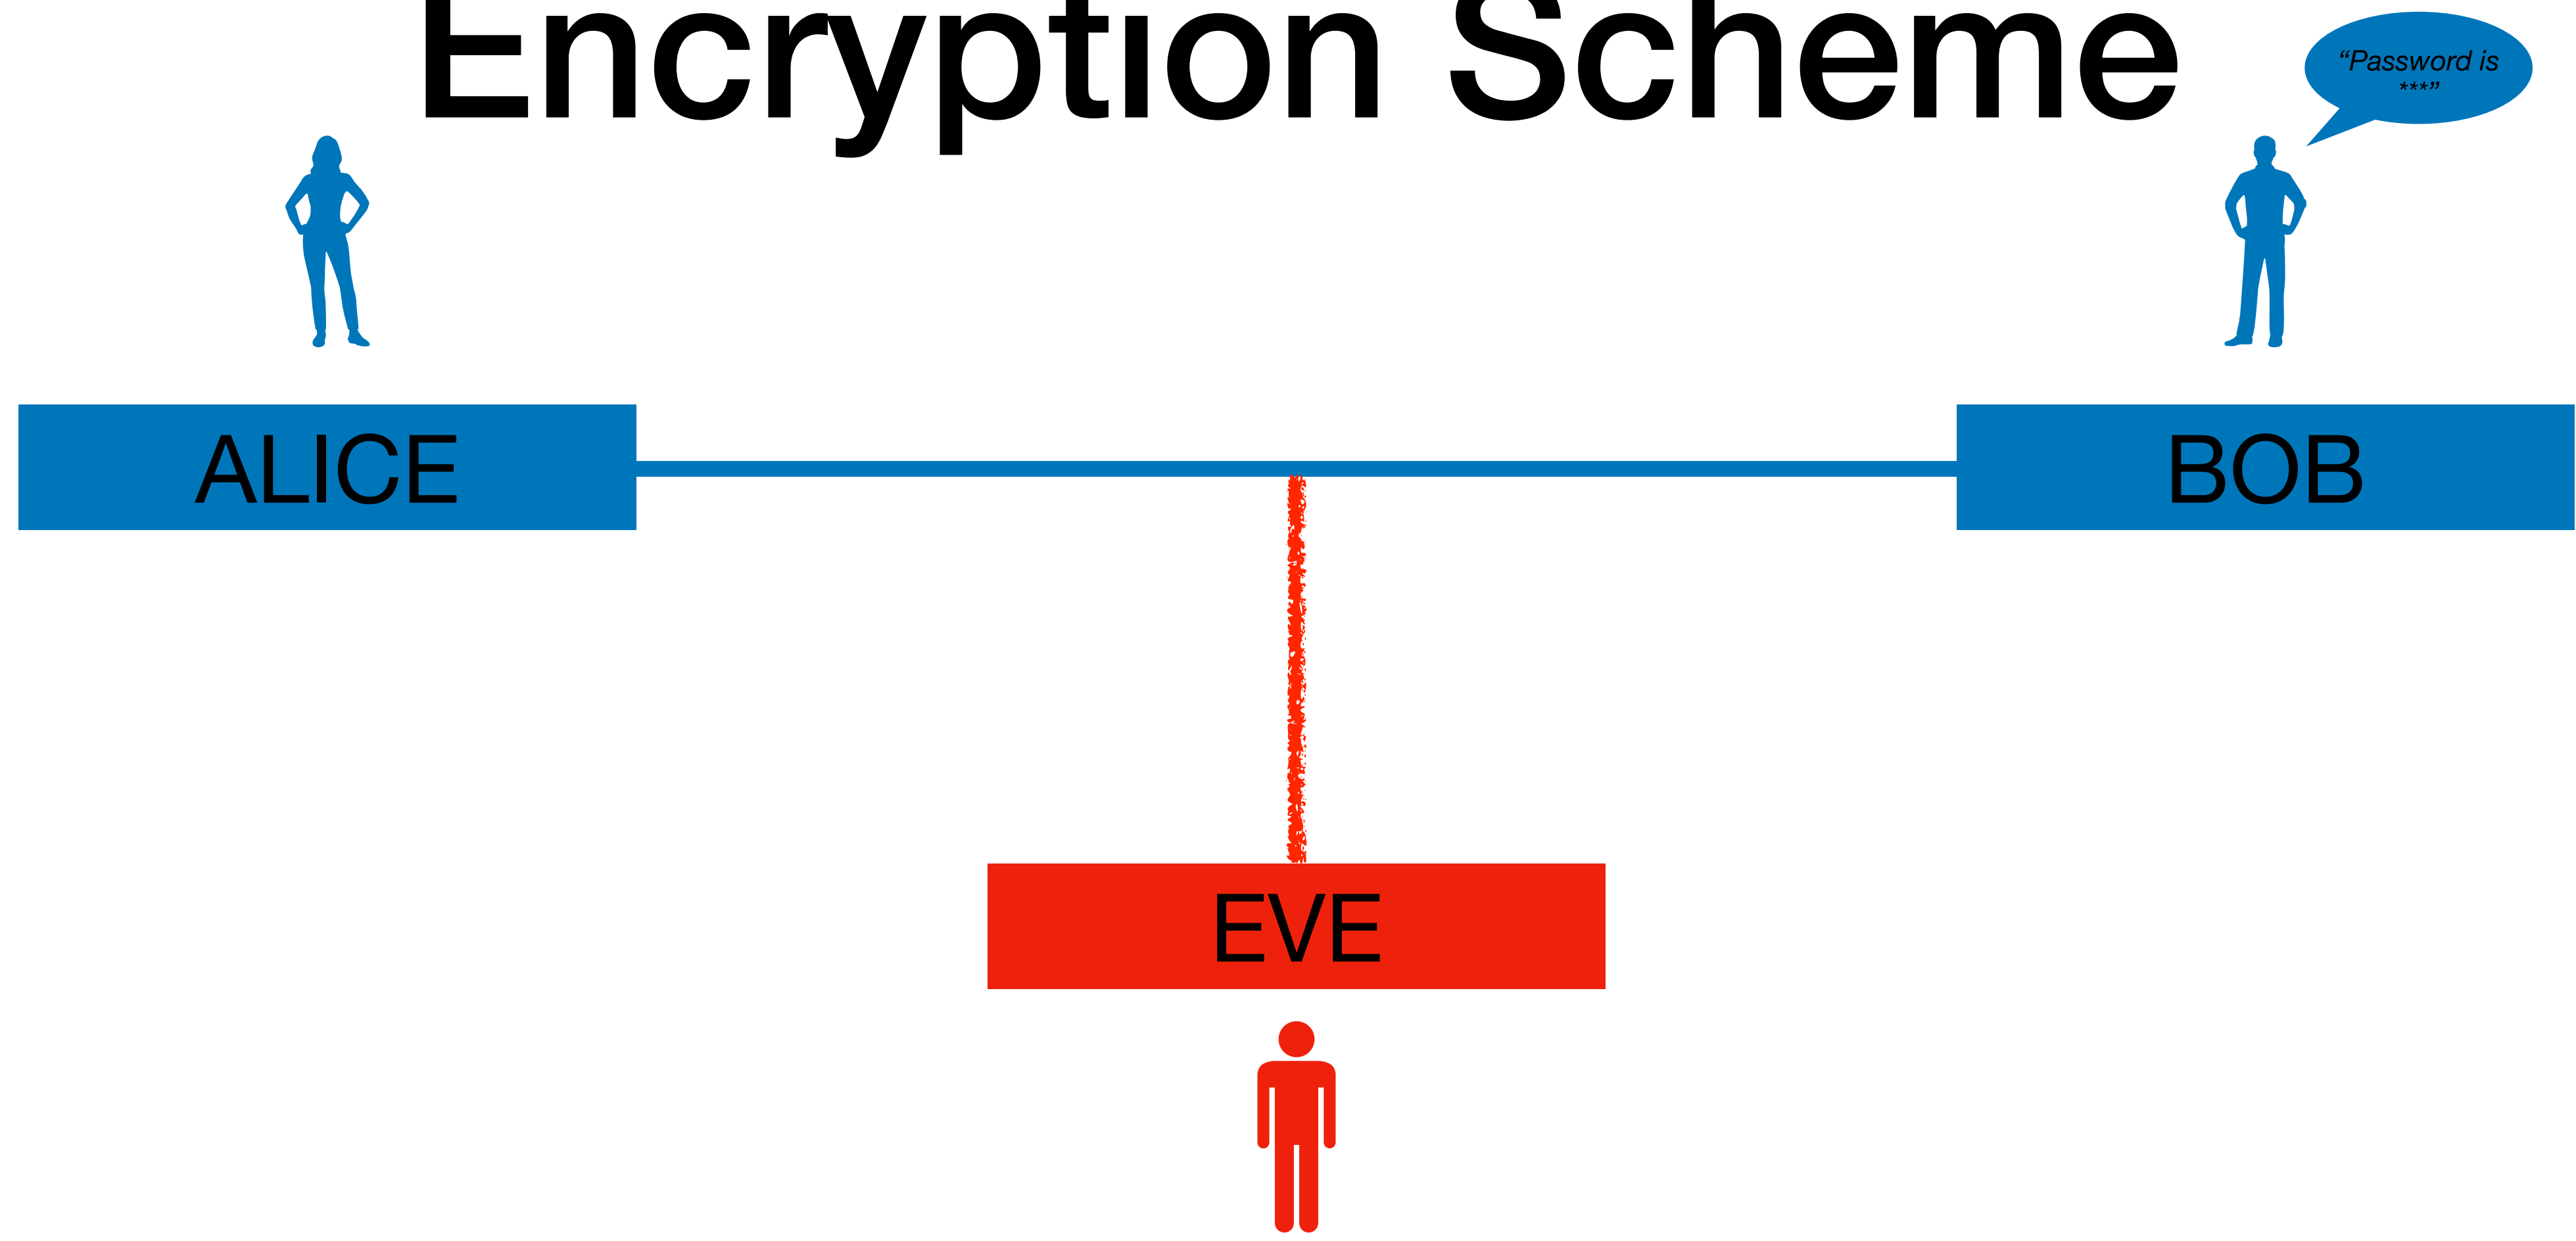 Encryption Scheme
“Password is
***”
ALICE
BOB
EVE